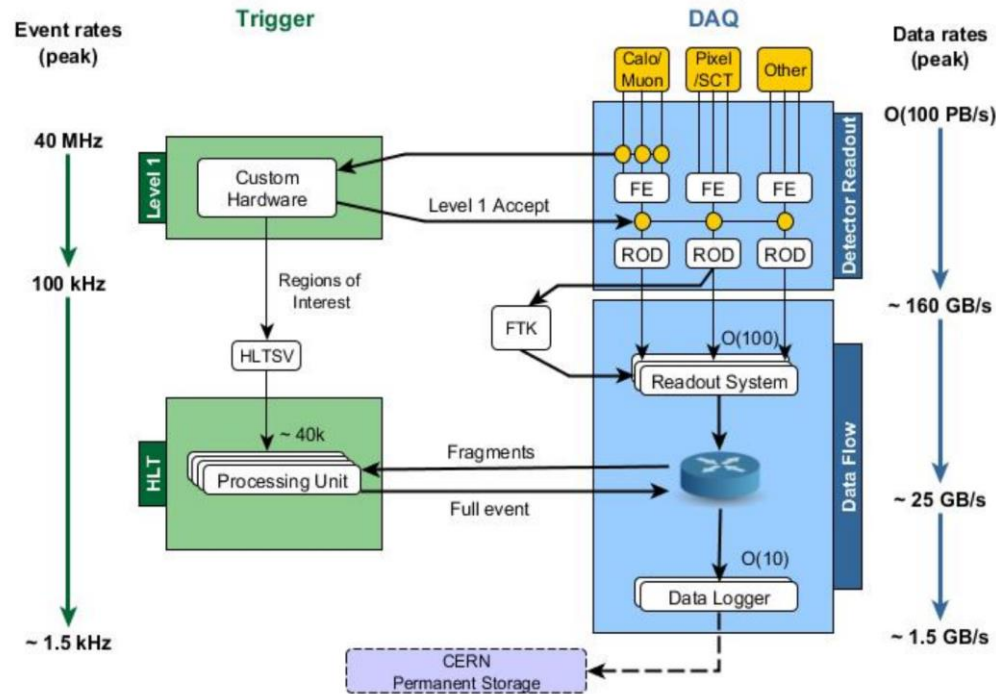 Trigger
DAQ
Event rates
(peak)
Data rates
(peak)
Calo/
Muon
Pixel
/SCT
Other
40 MHz
O(100 PB/s)
Level 1
Custom
Hardware
FE
FE
FE
Level 1 Accept
Detector Readout
ROD
ROD
ROD
100 kHz
Regions of
Interest
~ 160 GB/s
FTK
O(100)
HLTSV
Readout System
~ 40k
HLT
Processing Unit
Fragments
Full event
Data Flow
~ 25 GB/s
O(10)
Data Logger
~ 1.5 kHz
~ 1.5 GB/s
CERN
Permanent Storage